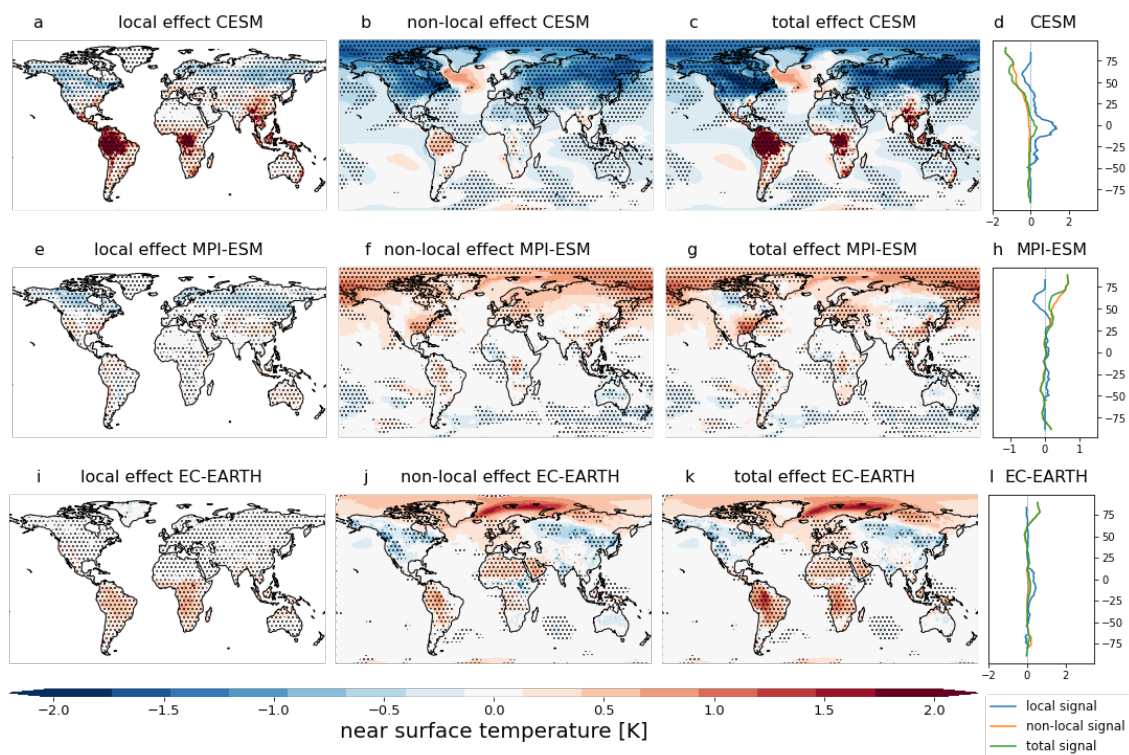 a local effect CESM b non-local effect CESM c total effect CESM d CESM
75
50
25
0
−25
−50
−75
−2 0 2
e local effect MPI-ESM f non-local effect MPI-ESM g total effect MPI-ESM h MPI-ESM
75
50
25
0
−25
−50
−75
−1 0 1
i local effect EC-EARTH j non-local effect EC-EARTH k total effect EC-EARTH l EC-EARTH
75
50
25
0
−25
−50
−75
−2 0 2
−2.0 −1.5 −1.0 −0.5 0.0 0.5 1.0 1.5 2.0
near surface temperature [K]
local signal
non-local signal
total signal